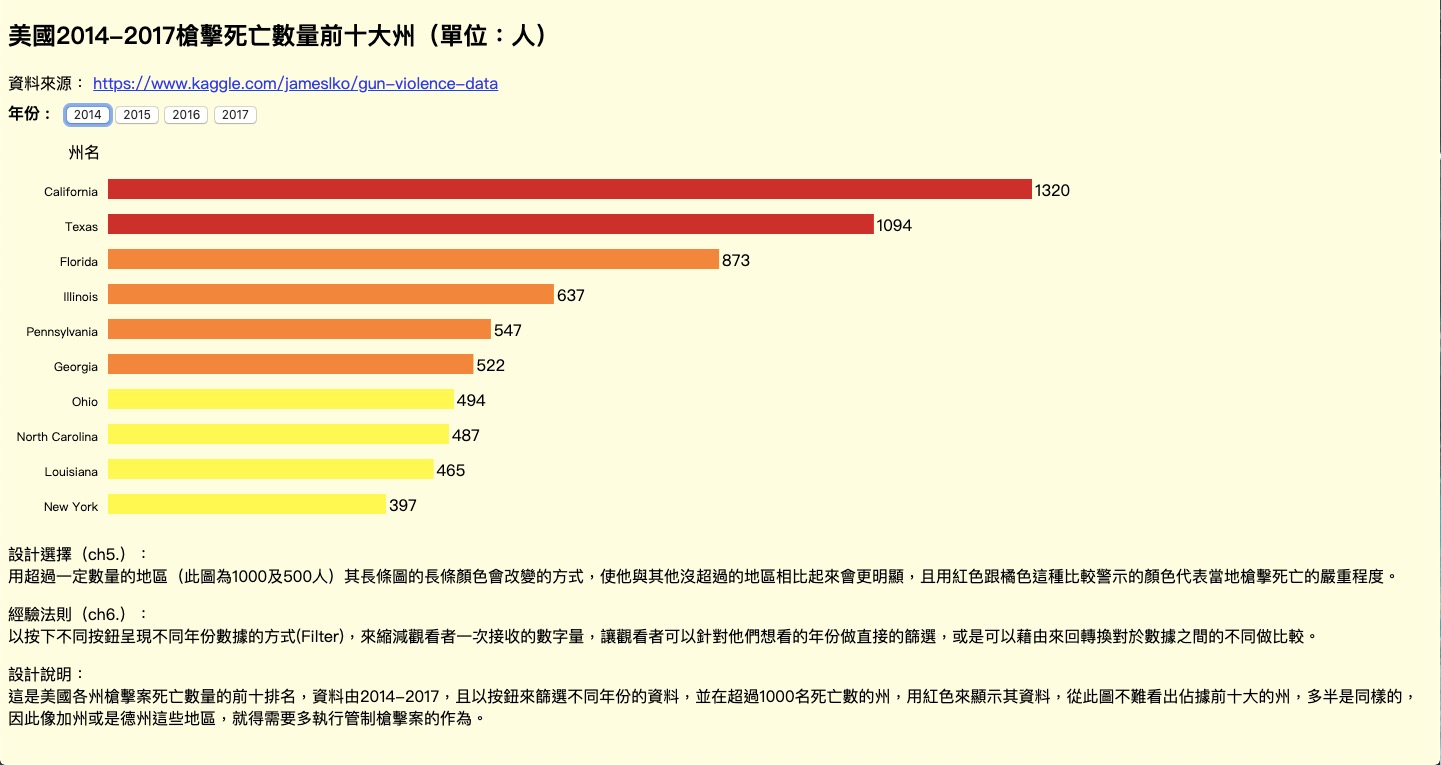 美國2014-2017槍擊死亡數量前十大州（單位：人）
資料來源： https://www.kaggle.com/jameslko/gun-violence-data
年份： 2014 2015 2016 2017
州名
California 1320
Texas 1094
Florida 873
Illinois 637
Pennsylvania 547
Georgia 522
Ohio 494
North Carolina 487
Louisiana 465
New York 397
設計選擇（ch5.）：
用超過一定數量的地區（此圖為1000及500人）其長條圖的長條顏色會改變的方式，使他與其他沒超過的地區相比起來會更明顯，且用紅色跟橘色這種比較警示的顏色代表當地槍擊死亡的嚴重程度。
經驗法則（ch6.）：
以按下不同按鈕呈現不同年份數據的方式(Filter)，來縮減觀看者一次接收的數字量，讓觀看者可以針對他們想看的年份做直接的篩選，或是可以藉由來回轉換對於數據之間的不同做比較。
設計說明：
這是美國各州槍擊案死亡數量的前十排名，資料由2014-2017，且以按鈕來篩選不同年份的資料，並在超過1000名死亡數的州，用紅色來顯示其資料，從此圖不難看出佔據前十大的州，多半是同樣的，
因此像加州或是德州這些地區，就得需要多執行管制槍擊案的作為。